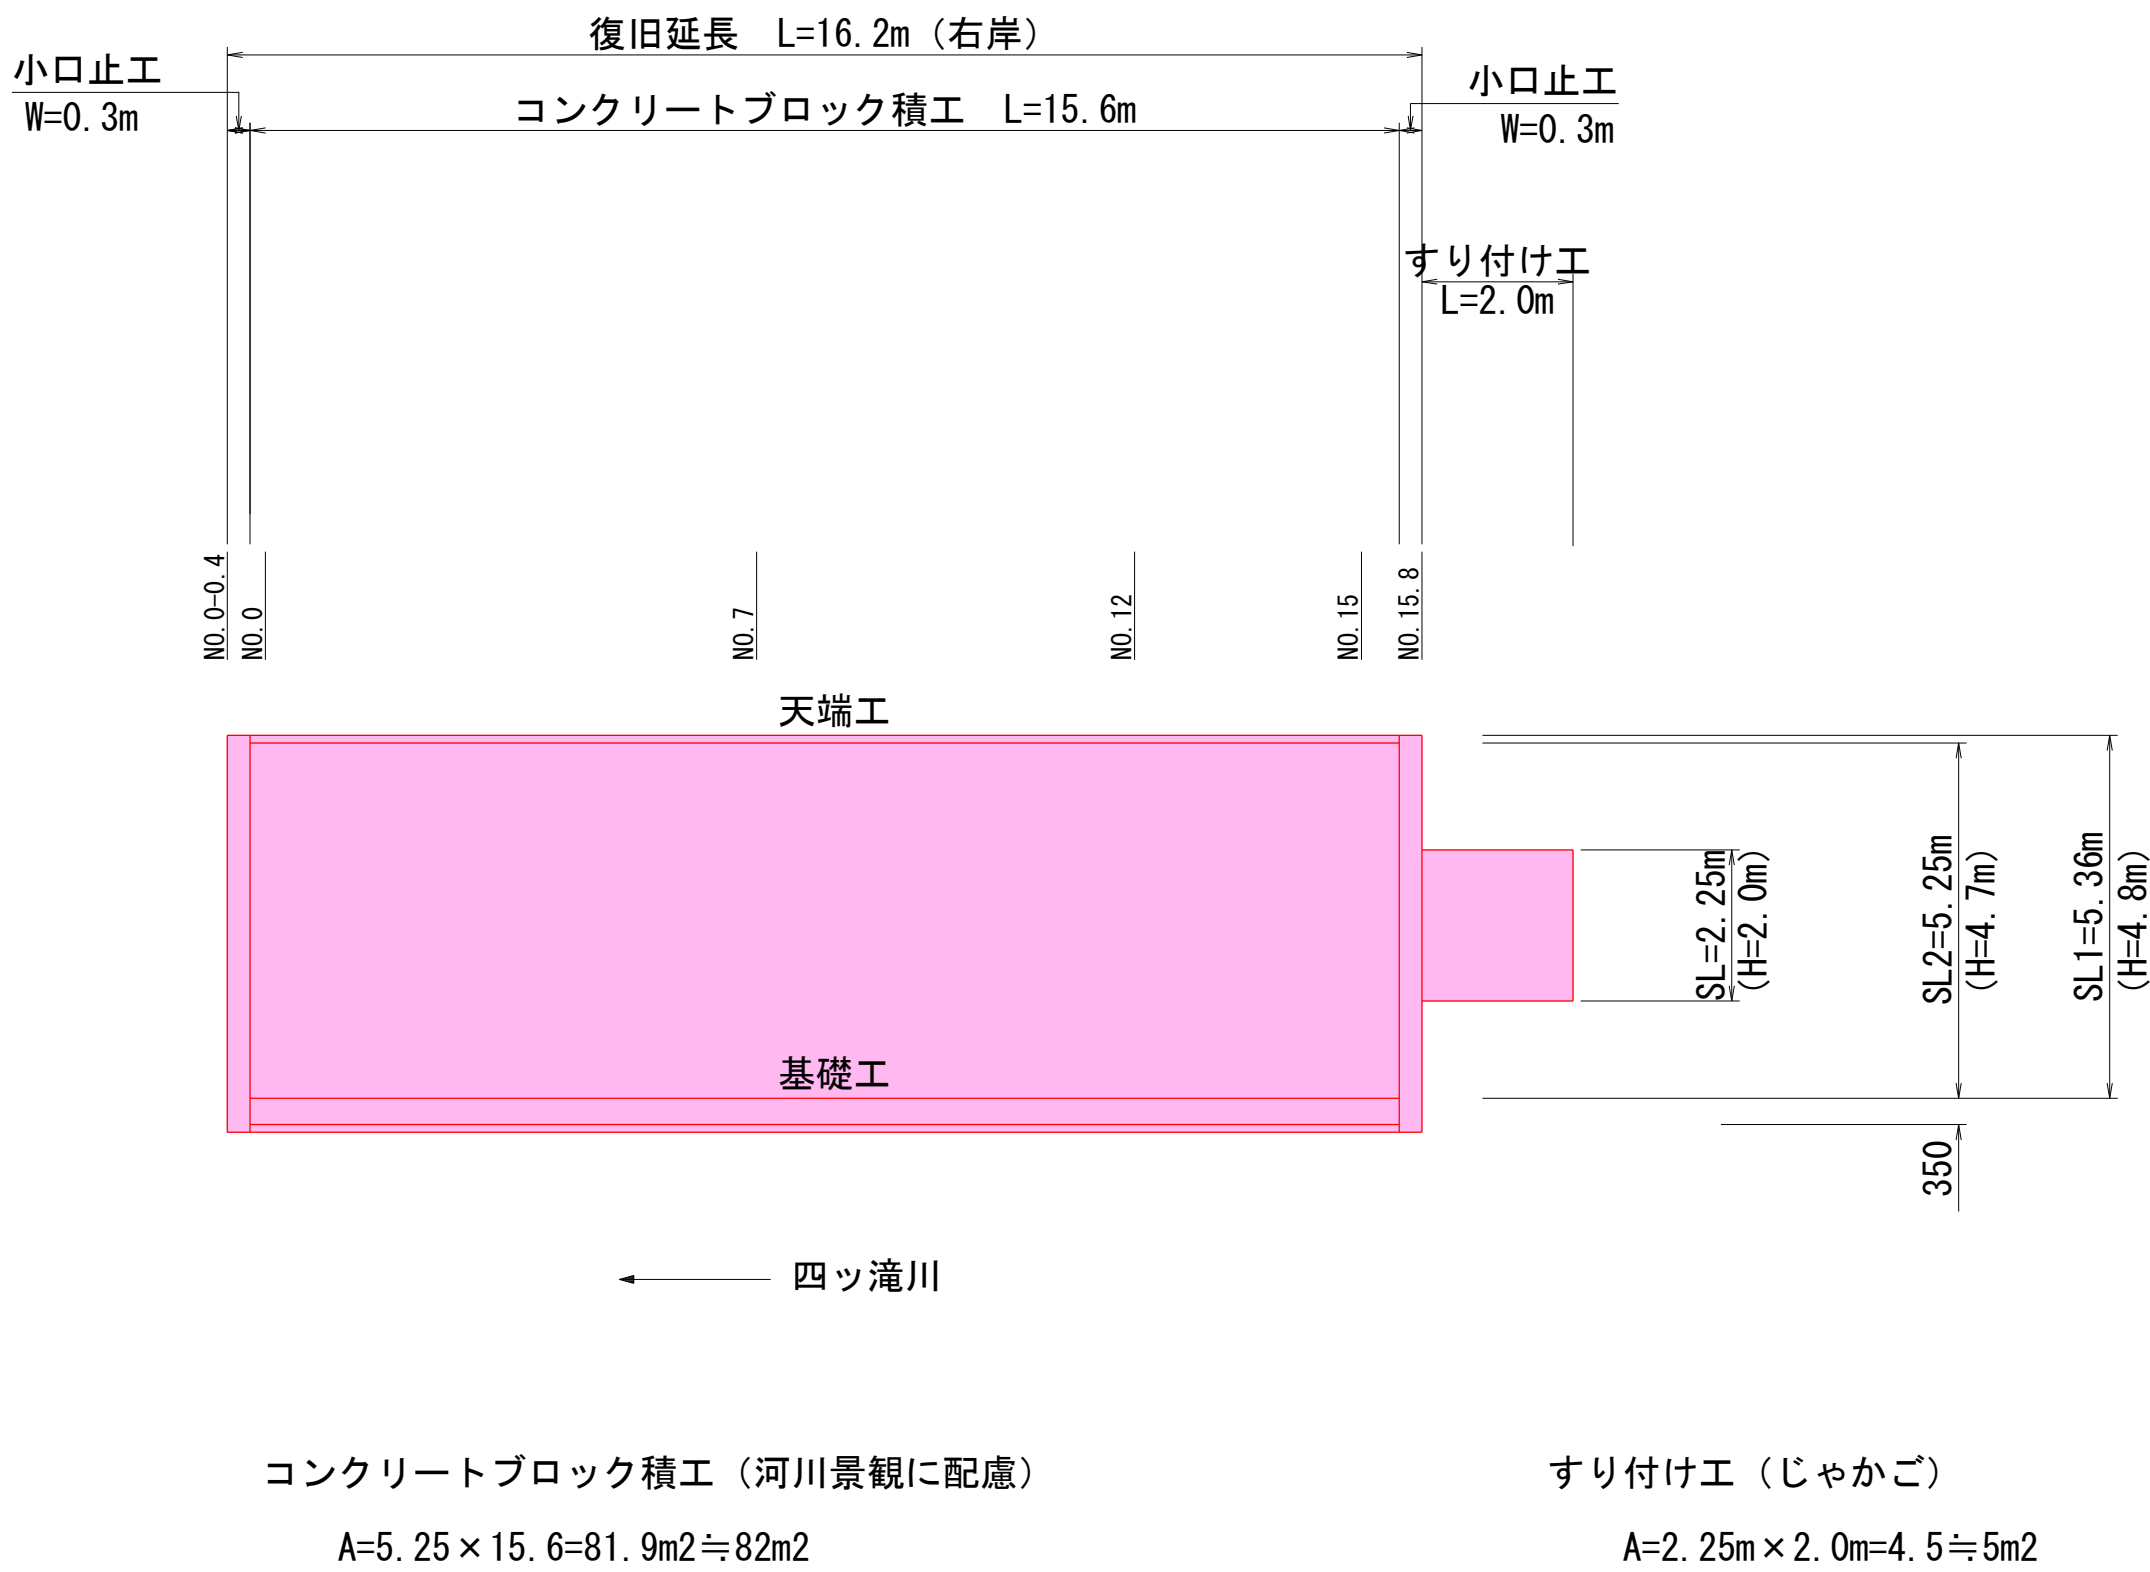 復旧延長　L=16.2m（右岸）
小口止工
W=0.3m
コンクリートブロック積工　L=15.6m
小口止工
W=0.3m
すり付け工
L=2.0m
NO.0-0.4
NO.0
NO.7
NO.12
NO.15
NO.15.8
天端工
基礎工
SL=2.25m
(H=2.0m)
SL2=5.25m
(H=4.7m)
SL1=5.36m
(H=4.8m)
350
四ッ滝川
コンクリートブロック積工（河川景観に配慮）
A=5.25×15.6=81.9m2≒82m2
すり付け工（じゃかご）
A=2.25m×2.0m=4.5≒5m2